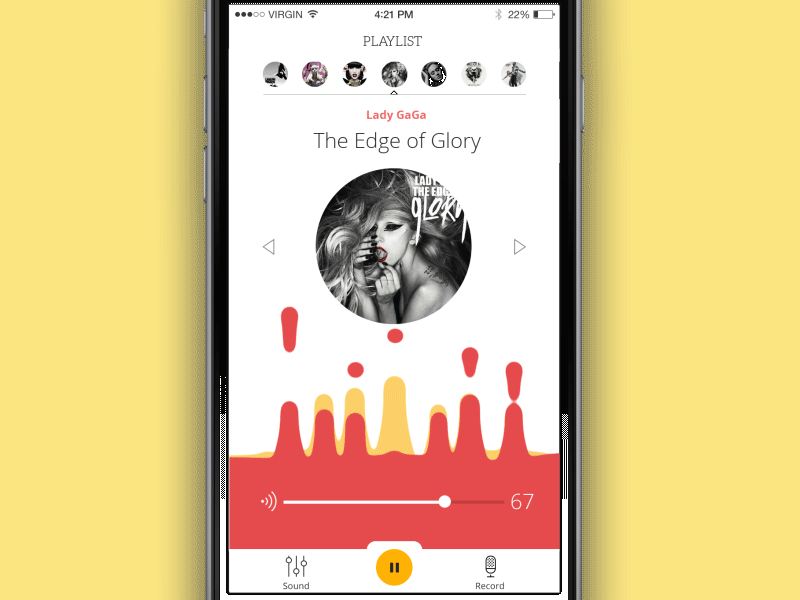 VIRGIN 4:21 PM 22%
PLAYLIST
Lady GaGa
The Edge of Glory
LADY
THE EDGE
GLORY
67
Sound Record